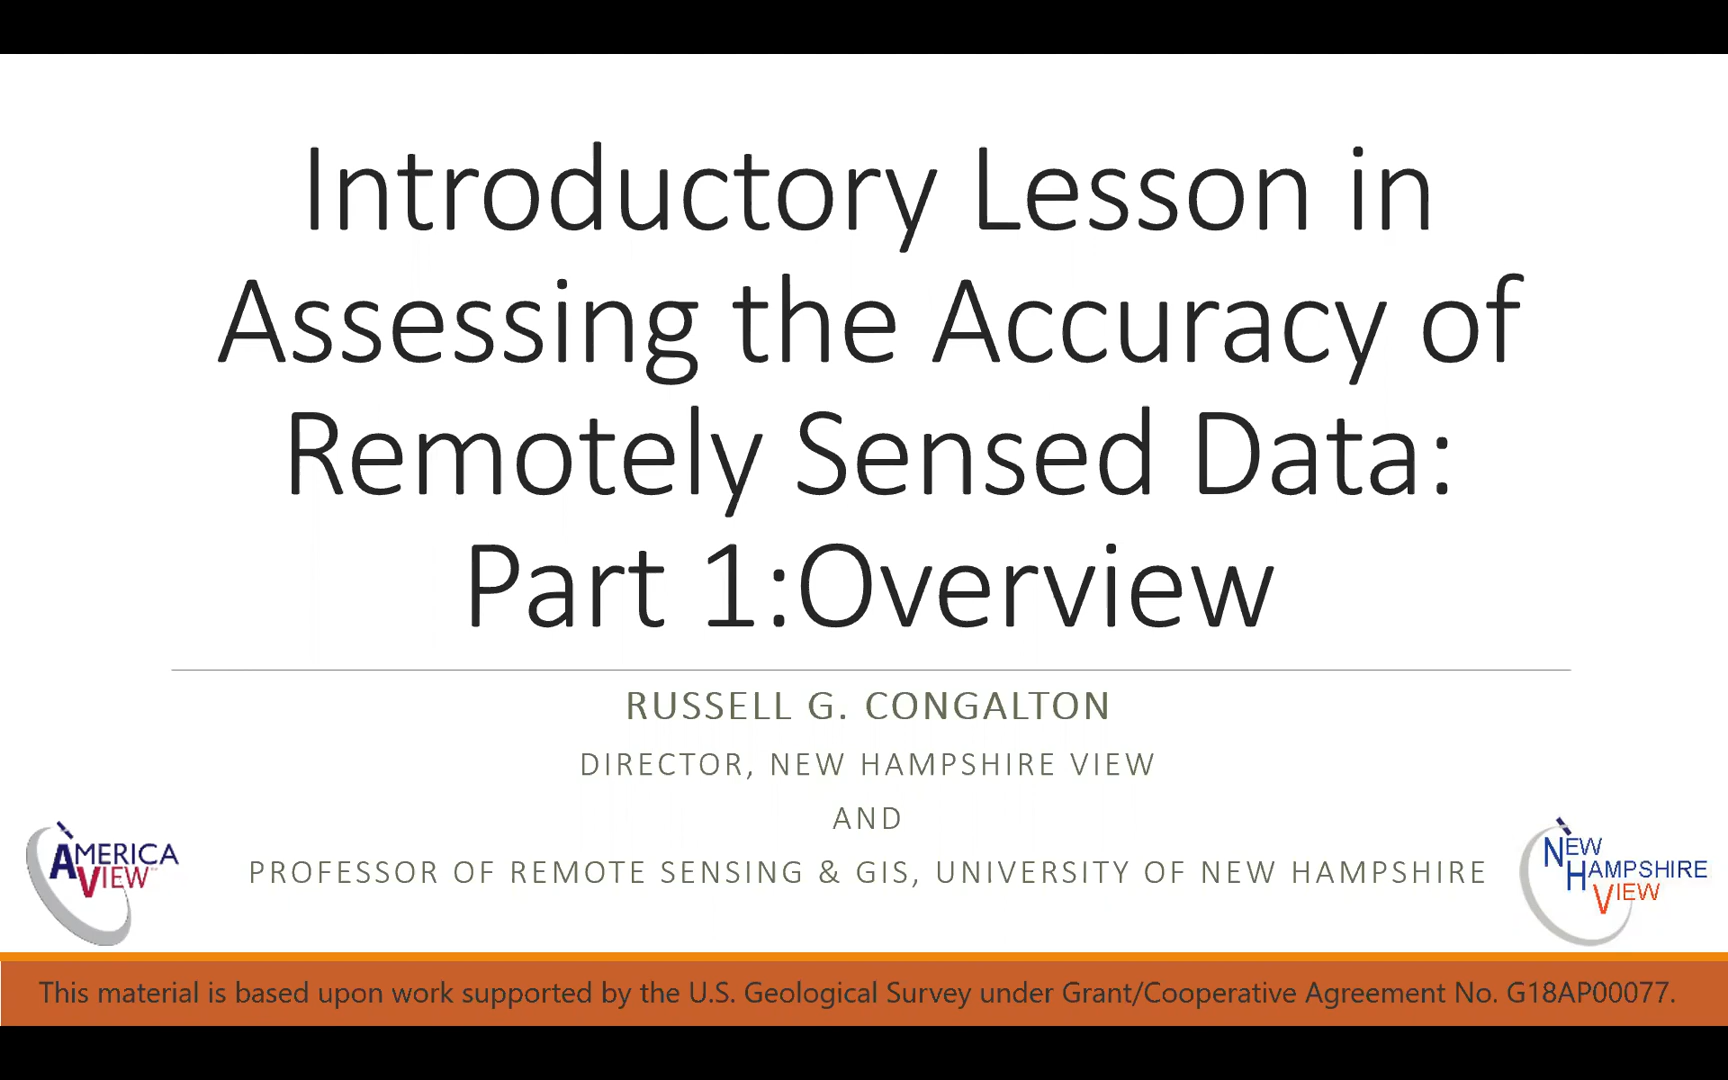 Introductory Lesson in
Assessing the Accuracy of
Remotely Sensed Data:
Part 1:Overview
RUSSELL G. CONGALTON
DIRECTOR, NEW HAMPSHIRE VIEW
AND
PROFESSOR OF REMOTE SENSING & GIS, UNIVERSITY OF NEW HAMPSHIRE
AMERICA
VIEW
NEW
HAMPSHIRE
VIEW
This material is based upon work supported by the U.S. Geological Survey under Grant/Cooperative Agreement No. G18AP00077.